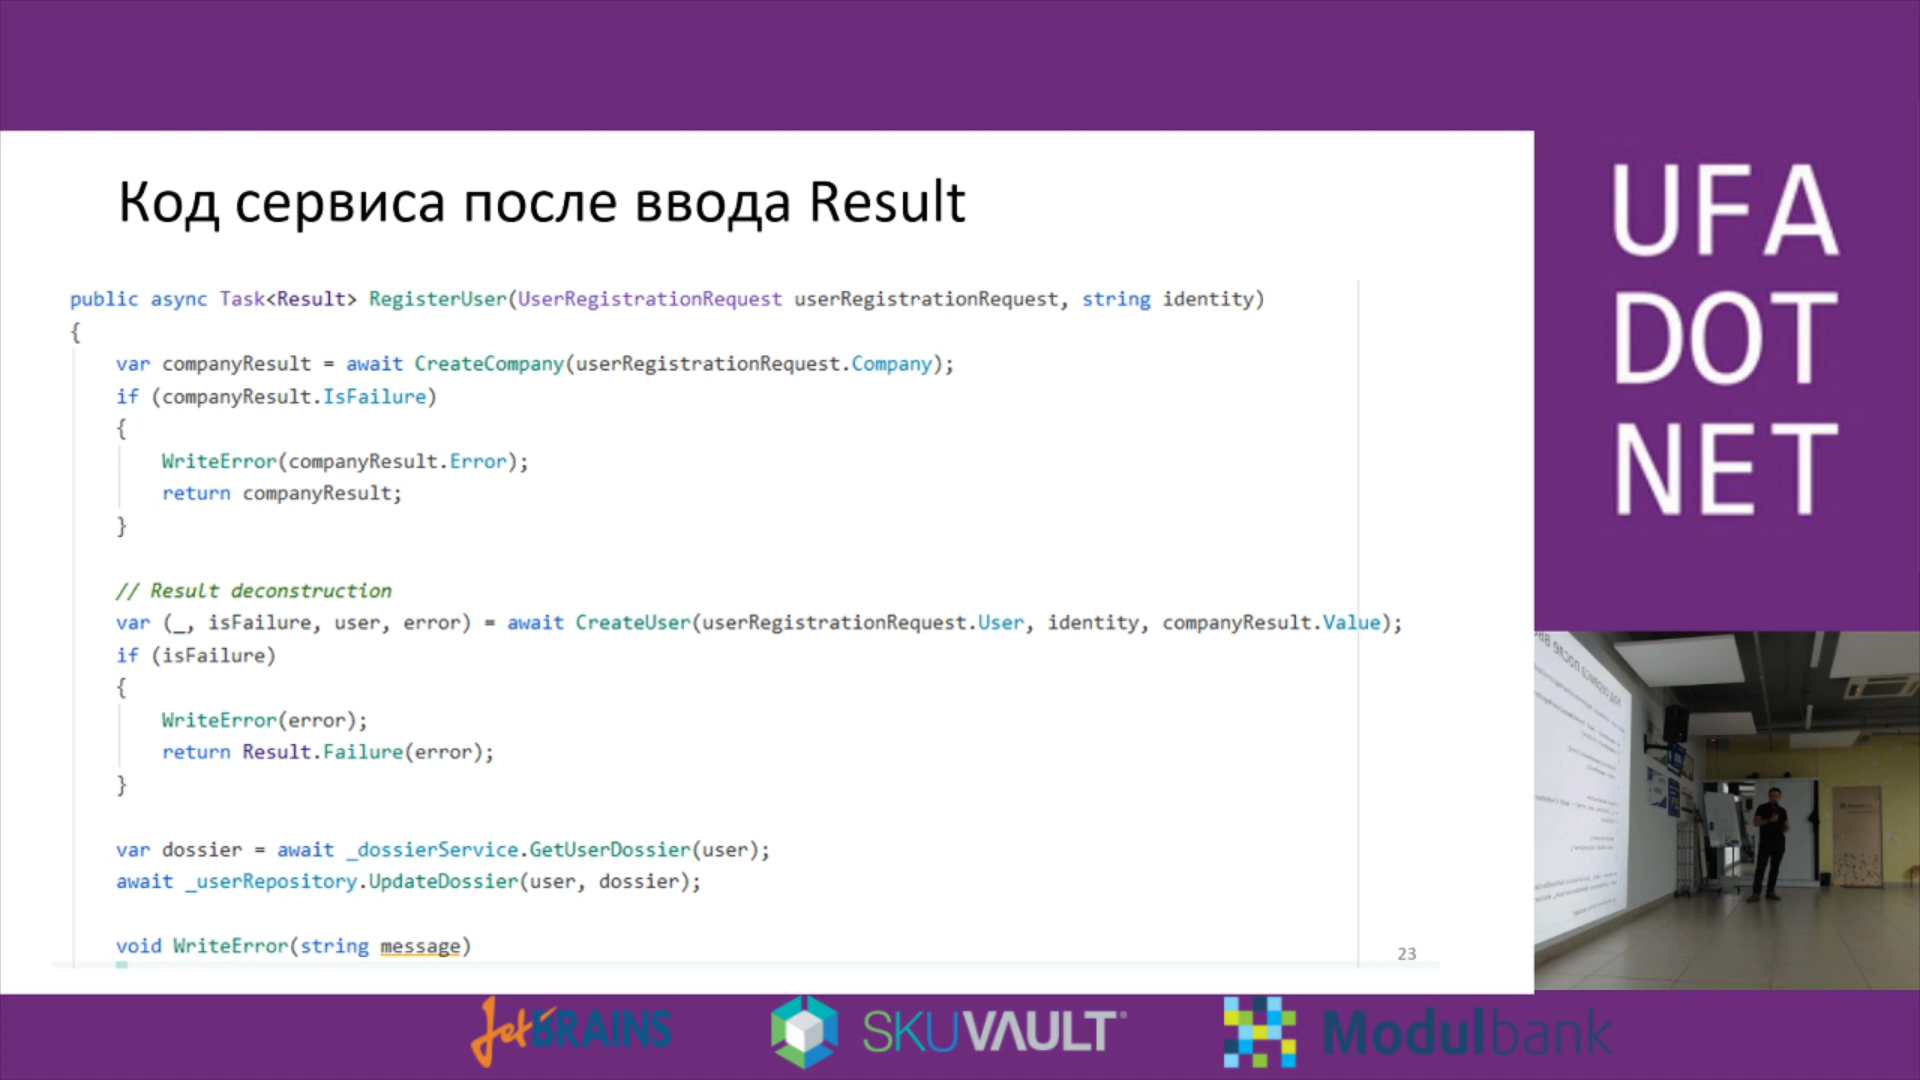 Код сервиса после ввода Result
public async Task<Result> RegisterUser(UserRegistrationRequest userRegistrationRequest, string identity)
{
var companyResult = await CreateCompany(userRegistrationRequest.Company);
if (companyResult.IsFailure)
{
WriteError(companyResult.Error);
return companyResult;
}
// Result deconstruction
var (_, isFailure, user, error) = await CreateUser(userRegistrationRequest.User, identity, companyResult.Value);
if (isFailure)
{
WriteError(error);
return Result.Failure(error);
}
var dossier = await _dossierService.GetUserDossier(user);
await _userRepository.UpdateDossier(user, dossier);
void WriteError(string message)
23
UFA
DOT
NET
JetBRAINS
SKUVAULT®
Modulbank